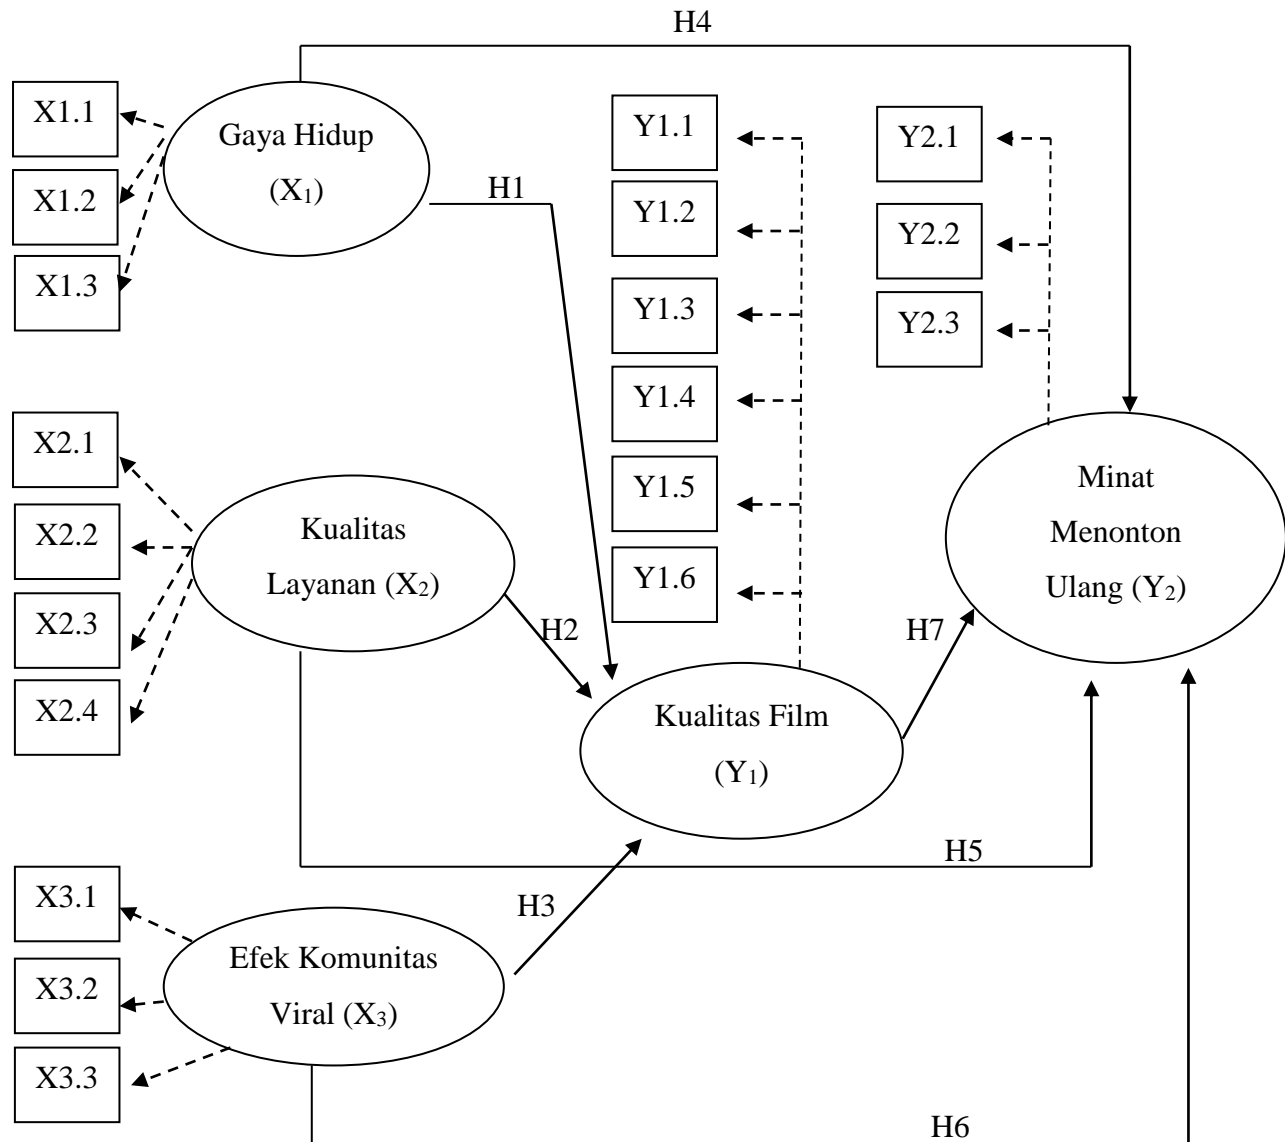 H4
X1.1
X1.2
X1.3
Gaya Hidup
(X₁)
H1
Y1.1
Y1.2
Y1.3
Y1.4
Y1.5
Y1.6
Y2.1
Y2.2
Y2.3
X2.1
X2.2
X2.3
X2.4
Kualitas
Layanan (X₂)
H2
Minat
Menonton
Ulang (Y₂)
H7
Kualitas Film
(Y₁)
H5
X3.1
X3.2
X3.3
Efek Komunitas
Viral (X₃)
H3
H6